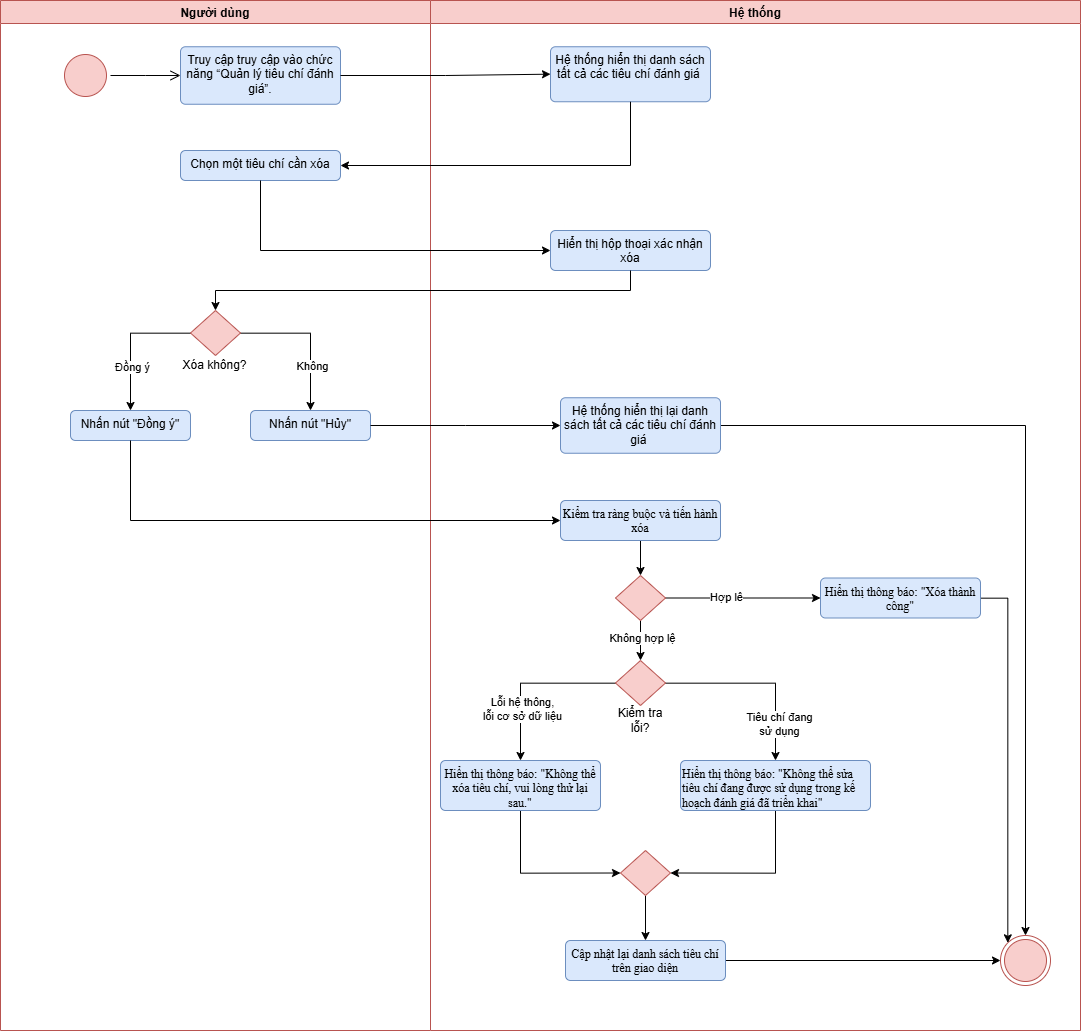 Người dùng
Hệ thống
Truy cập truy cập vào chức
năng “Quản lý tiêu chí đánh
giá”.
Hệ thống hiển thị danh sách
tất cả các tiêu chí đánh giá
Chọn một tiêu chí cần xóa
Hiển thị hộp thoại xác nhận
xóa
Xóa không?
Đồng ý
Không
Nhấn nút "Đồng ý"
Nhấn nút "Hủy"
Hệ thống hiển thị lại danh
sách tất cả các tiêu chí đánh
giá
Kiểm tra ràng buộc và tiến hành
xóa
Hợp lê
Hiển thị thông báo: "Xóa thành
công"
Không hợp lệ
Kiểm tra
lỗi?
Lỗi hệ thông,
lỗi cơ sở dữ liệu
Tiêu chí đang
sử dụng
Hiển thị thông báo: "Không thể
xóa tiêu chí, vui lòng thử lại
sau."
Hiển thị thông báo: "Không thể sửa
tiêu chí đang được sử dụng trong kế
hoạch đánh giá đã triển khai"
Cập nhật lại danh sách tiêu chí
trên giao diện